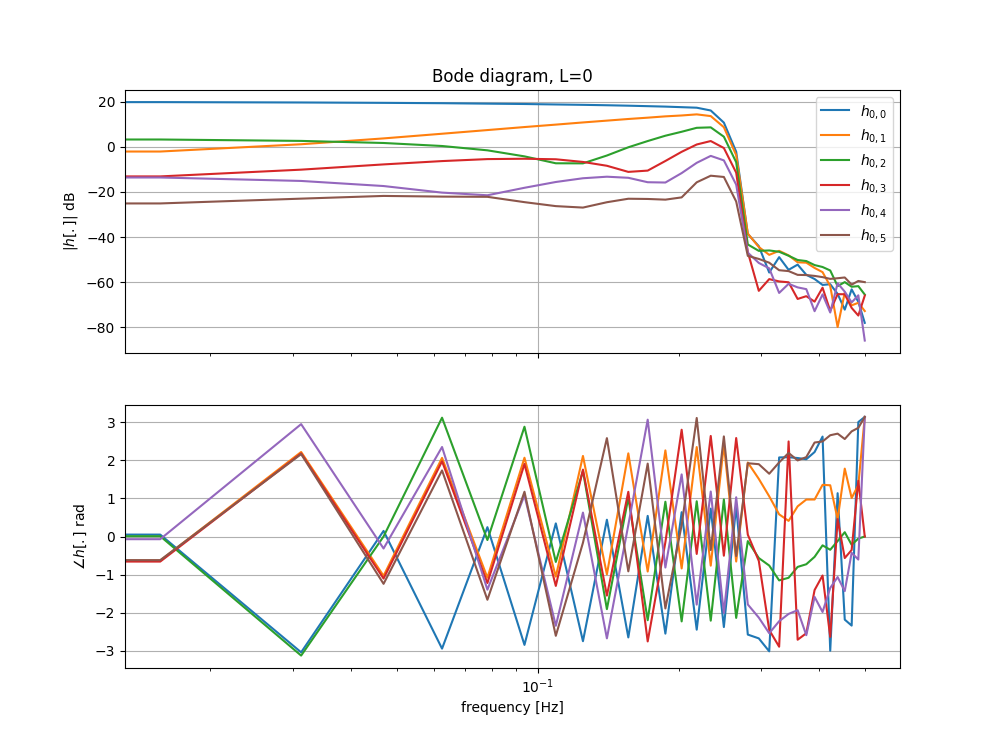 Bode diagram, L=0
|h[.]| dB
20
0
−20
−40
−60
−80
h0,0
h0,1
h0,2
h0,3
h0,4
h0,5
∠h[.] rad
3
2
1
0
−1
−2
−3
10−1
frequency [Hz]